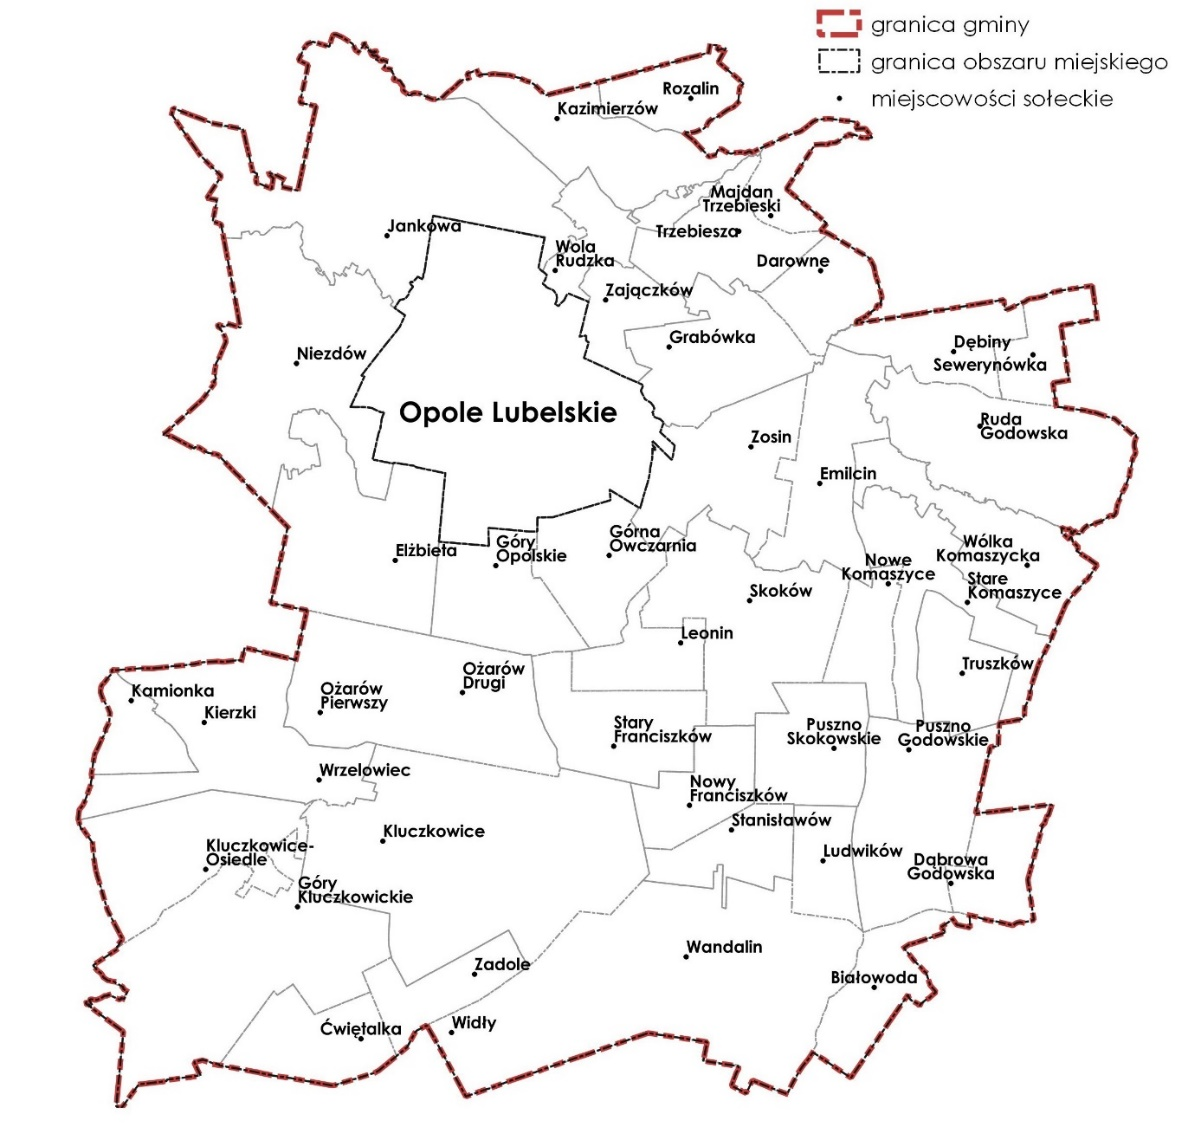 granica gminy
granica obszaru miejskiego
miejscowości sołeckie
Rozalin
Kazimierzów
Majdan
Trzebieski
Jankowa
Trzebiesza
Wola
Rudzka
Darowne
Zajączków
Grabówka
Dębiny
Sewerynówka
Niezdów
Opole Lubelskie
Ruda
Godowska
Zosin
Emilcin
Górna
Owczarnia
Góry
Opolskie
Elżbieta
Wólka
Komaszycka
Nowe
Komaszyce
Stare
Komaszyce
Skoków
Leonin
Truszków
Ożarów
Drugi
Ożarów
Pierwszy
Kamionka
Kierzki
Stary
Franciszków
Puszno
Skokowskie
Puszno
Godowskie
Wrzelowiec
Nowy
Franciszków
Stanisławów
Kluczkowice
Kluczkowice-
Osiedle
Ludwików
Dąbrowa
Godowska
Góry
Kluczkowickie
Wandalin
Zadole
Białowoda
Ćwiętalka
Widły